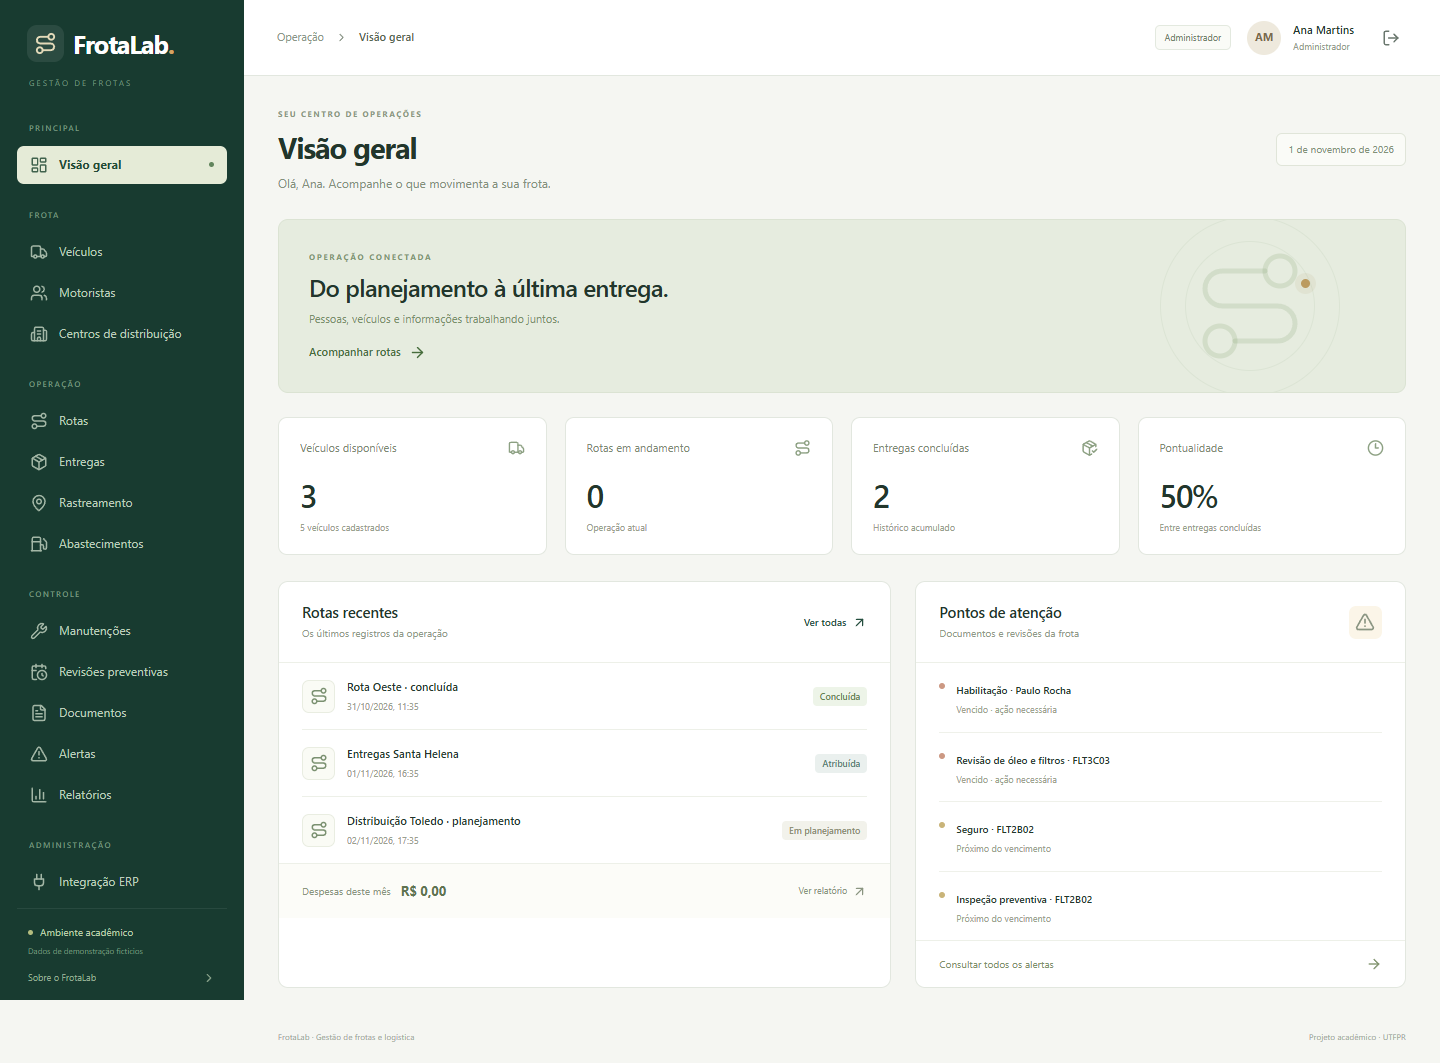 FrotaLab.
GESTÃO DE FROTAS
PRINCIPAL
Visão geral
FROTA
Veículos
Motoristas
Centros de distribuição
OPERAÇÃO
Rotas
Entregas
Rastreamento
Abastecimentos
CONTROLE
Manutenções
Revisões preventivas
Documentos
Alertas
Relatórios
ADMINISTRAÇÃO
Integração ERP
Ambiente acadêmico
Dados de demonstração fictícios
Sobre o FrotaLab
Operação > Visão geral
Administrador
AM
Ana Martins
Administrador
SEU CENTRO DE OPERAÇÕES
Visão geral
Olá, Ana. Acompanhe o que movimenta a sua frota.
1 de novembro de 2026
OPERAÇÃO CONECTADA
Do planejamento à última entrega.
Pessoas, veículos e informações trabalhando juntos.
Acompanhar rotas
Veículos disponíveis
3
5 veículos cadastrados
Rotas em andamento
0
Operação atual
Entregas concluídas
2
Histórico acumulado
Pontualidade
50%
Entre entregas concluídas
Rotas recentes
Os últimos registros da operação
Ver todas
Rota Oeste · concluída
31/10/2026, 11:35
Concluída
Entregas Santa Helena
01/11/2026, 16:35
Atribuída
Distribuição Toledo · planejamento
02/11/2026, 17:35
Em planejamento
Despesas deste mês R$ 0,00
Ver relatório
Pontos de atenção
Documentos e revisões da frota
Habilitação · Paulo Rocha
Vencido · ação necessária
Revisão de óleo e filtros · FLT3C03
Vencido · ação necessária
Seguro · FLT2B02
Próximo do vencimento
Inspeção preventiva · FLT2B02
Próximo do vencimento
Consultar todos os alertas
FrotaLab · Gestão de frotas e logística
Projeto acadêmico · UTFPR